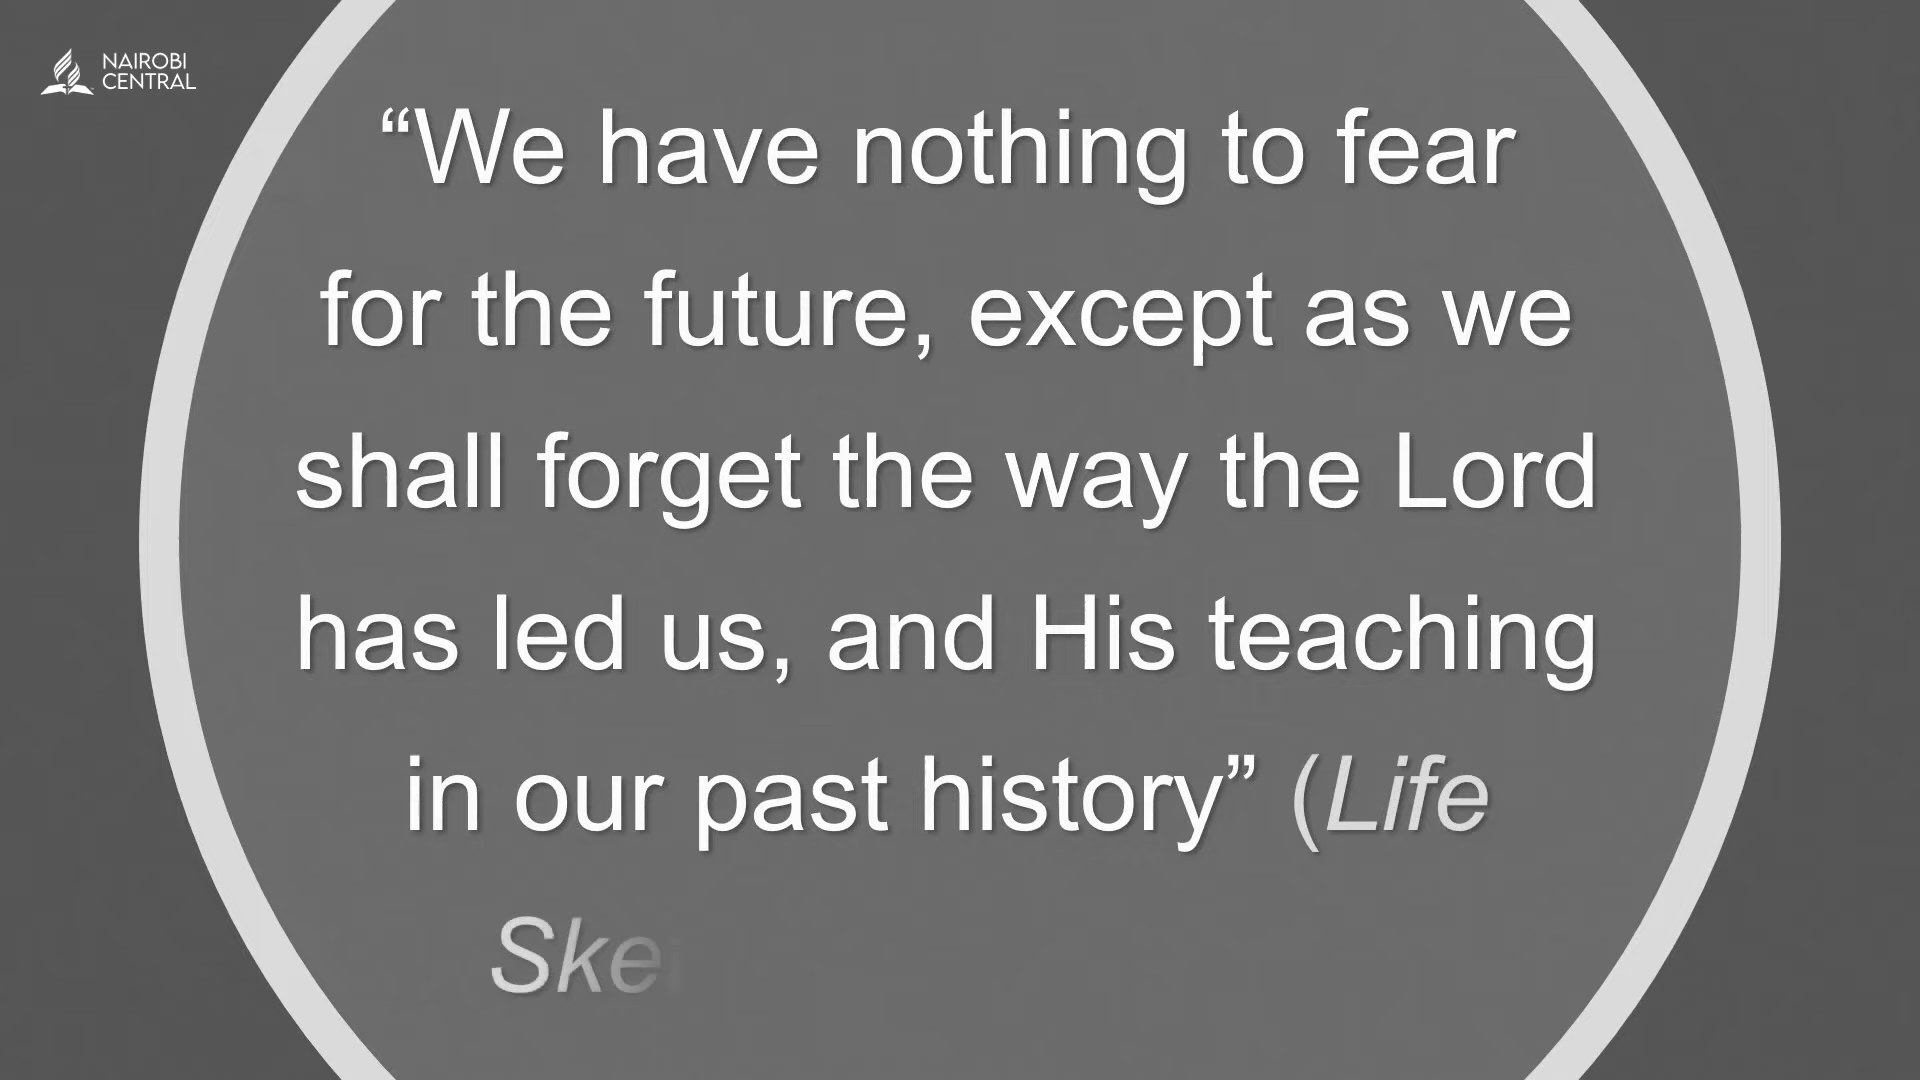 NAIROBI
CENTRAL
“We have nothing to fear
for the future, except as we
shall forget the way the Lord
has led us, and His teaching
in our past history” (Life
Ske